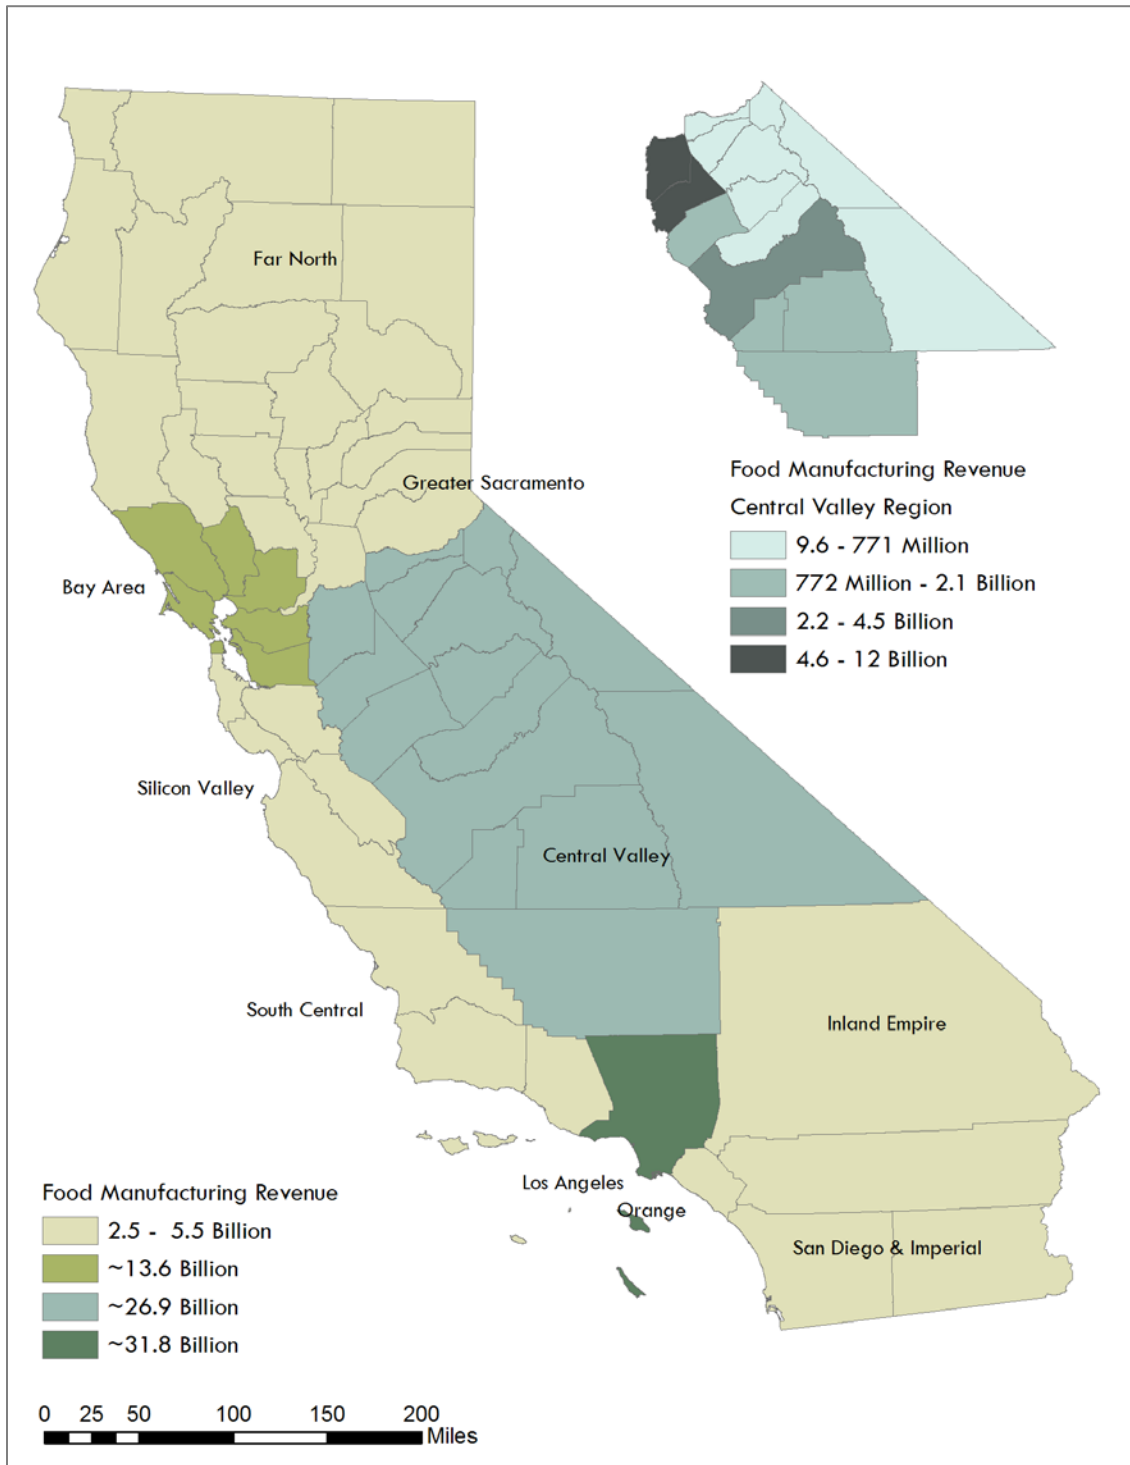 Far North
Greater Sacramento
Bay Area
Silicon Valley
Central Valley
South Central
Inland Empire
Los Angeles
Orange
San Diego & Imperial
Food Manufacturing Revenue
Central Valley Region
9.6 - 771 Million
772 Million - 2.1 Billion
2.2 - 4.5 Billion
4.6 - 12 Billion
Food Manufacturing Revenue
2.5 - 5.5 Billion
~13.6 Billion
~26.9 Billion
~31.8 Billion
0 25 50 100 150 200
Miles